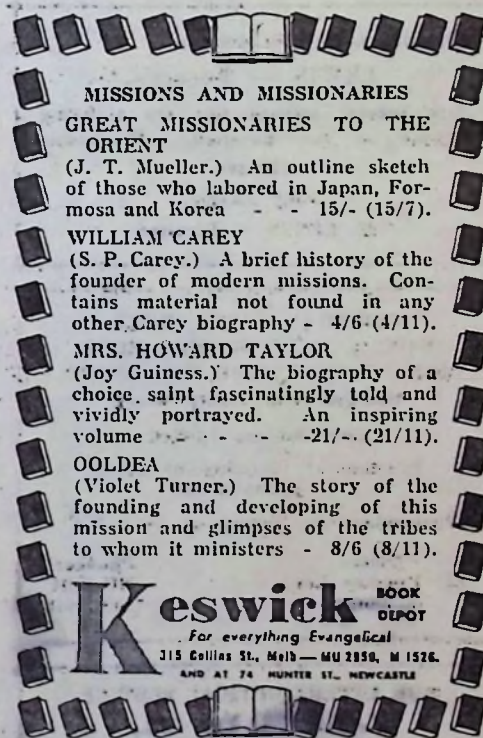 MISSIONS AND MISSIONARIES
GREAT MISSIONARIES TO THE
ORIENT
(J. T. Mueller.) An outline sketch
of those who labored in Japan, For-
mosa and Korea - - 15/- (15/7).
WILLIAM CAREY
(S. P. Carey.) A brief history of the
founder of modern missions. Con-
tains material not found in any
other Carey biography - 4/6 (4/11).
MRS. HOWARD TAYLOR
(Joy Guiness.) The biography of a
choice saint fascinatingly told and
vividly portrayed. An inspiring
volume - - - -21/- (21/11).
OOLDEA
(Violet Turner.) The story of the
founding and developing of this
mission and glimpses of the tribes
to whom it ministers - 8/6 (8/11).
Keswick BOOK
DEPOT
For everything Evangelical
315 Collins St., Melb — MU 2850, M 1526.
AND AT 74 HUNTER ST., NEWCASTLE